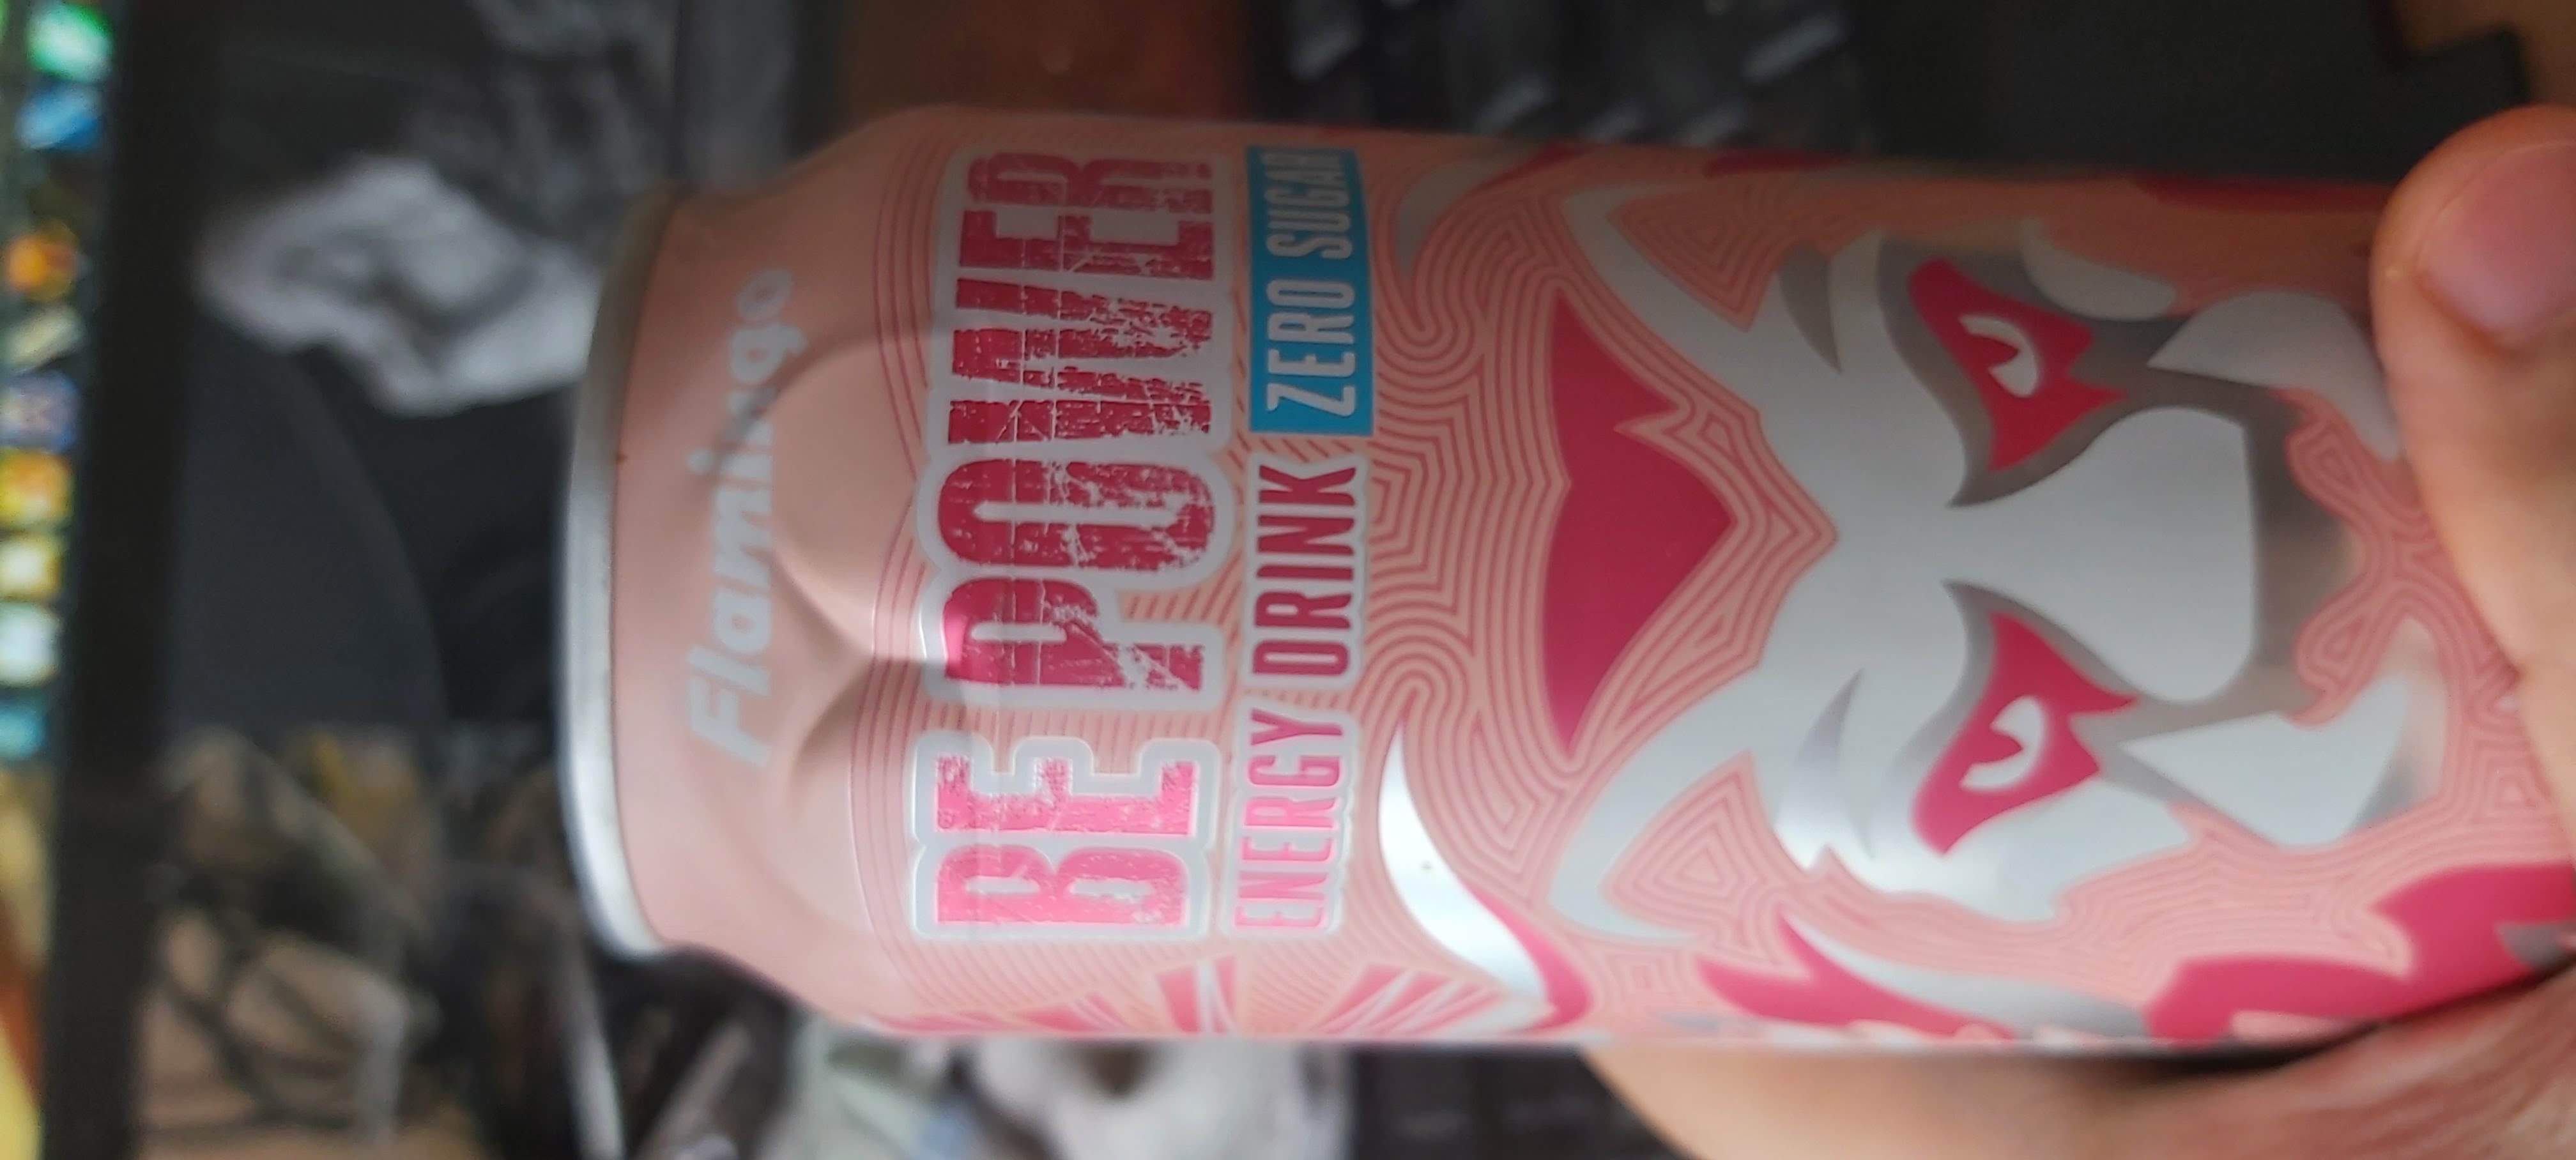 Flamingo
BE POWER
ENERGY DRINK ZERO SUGAR